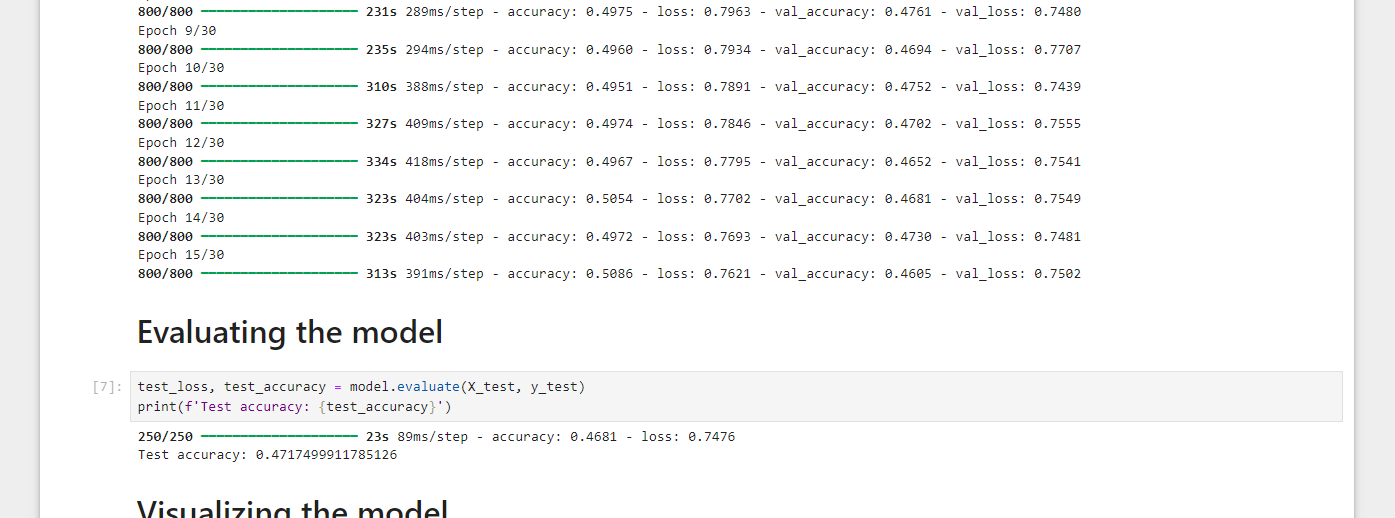 800/800 ━━━━━━━━━━━━━━━━━━━━ 231s 289ms/step - accuracy: 0.4975 - loss: 0.7963 - val_accuracy: 0.4761 - val_loss: 0.7480
Epoch 9/30
800/800 ━━━━━━━━━━━━━━━━━━━━ 235s 294ms/step - accuracy: 0.4960 - loss: 0.7934 - val_accuracy: 0.4694 - val_loss: 0.7707
Epoch 10/30
800/800 ━━━━━━━━━━━━━━━━━━━━ 310s 388ms/step - accuracy: 0.4951 - loss: 0.7891 - val_accuracy: 0.4752 - val_loss: 0.7439
Epoch 11/30
800/800 ━━━━━━━━━━━━━━━━━━━━ 327s 409ms/step - accuracy: 0.4974 - loss: 0.7846 - val_accuracy: 0.4702 - val_loss: 0.7555
Epoch 12/30
800/800 ━━━━━━━━━━━━━━━━━━━━ 334s 418ms/step - accuracy: 0.4967 - loss: 0.7795 - val_accuracy: 0.4652 - val_loss: 0.7541
Epoch 13/30
800/800 ━━━━━━━━━━━━━━━━━━━━ 323s 404ms/step - accuracy: 0.5054 - loss: 0.7702 - val_accuracy: 0.4681 - val_loss: 0.7549
Epoch 14/30
800/800 ━━━━━━━━━━━━━━━━━━━━ 323s 403ms/step - accuracy: 0.4972 - loss: 0.7693 - val_accuracy: 0.4730 - val_loss: 0.7481
Epoch 15/30
800/800 ━━━━━━━━━━━━━━━━━━━━ 313s 391ms/step - accuracy: 0.5086 - loss: 0.7621 - val_accuracy: 0.4605 - val_loss: 0.7502
Evaluating the model
[7]: test_loss, test_accuracy = model.evaluate(X_test, y_test)
print(f'Test accuracy: {test_accuracy}')
250/250 ━━━━━━━━━━━━━━━━━━━━ 23s 89ms/step - accuracy: 0.4681 - loss: 0.7476
Test accuracy: 0.4717499911785126
Visualizing the model